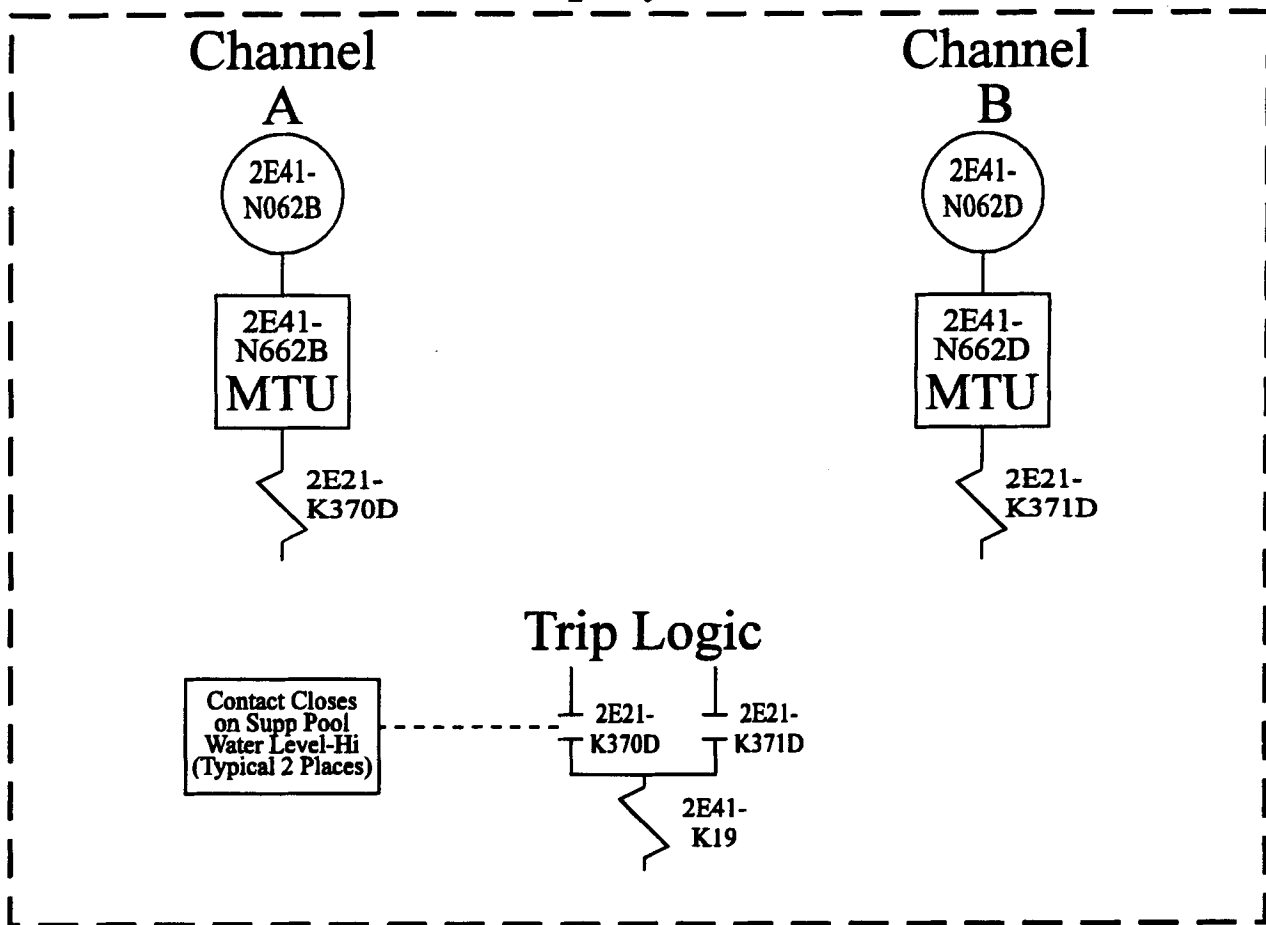 Channel
A
2E41-
N062B
2E41-
N662B
MTU
2E21-
K370D
Channel
B
2E41-
N062D
2E41-
N662D
MTU
2E21-
K371D
Trip Logic
Contact Closes
on Supp Pool
Water Level-Hi
(Typical 2 Places)
2E21-
K370D
2E21-
K371D
2E41-
K19